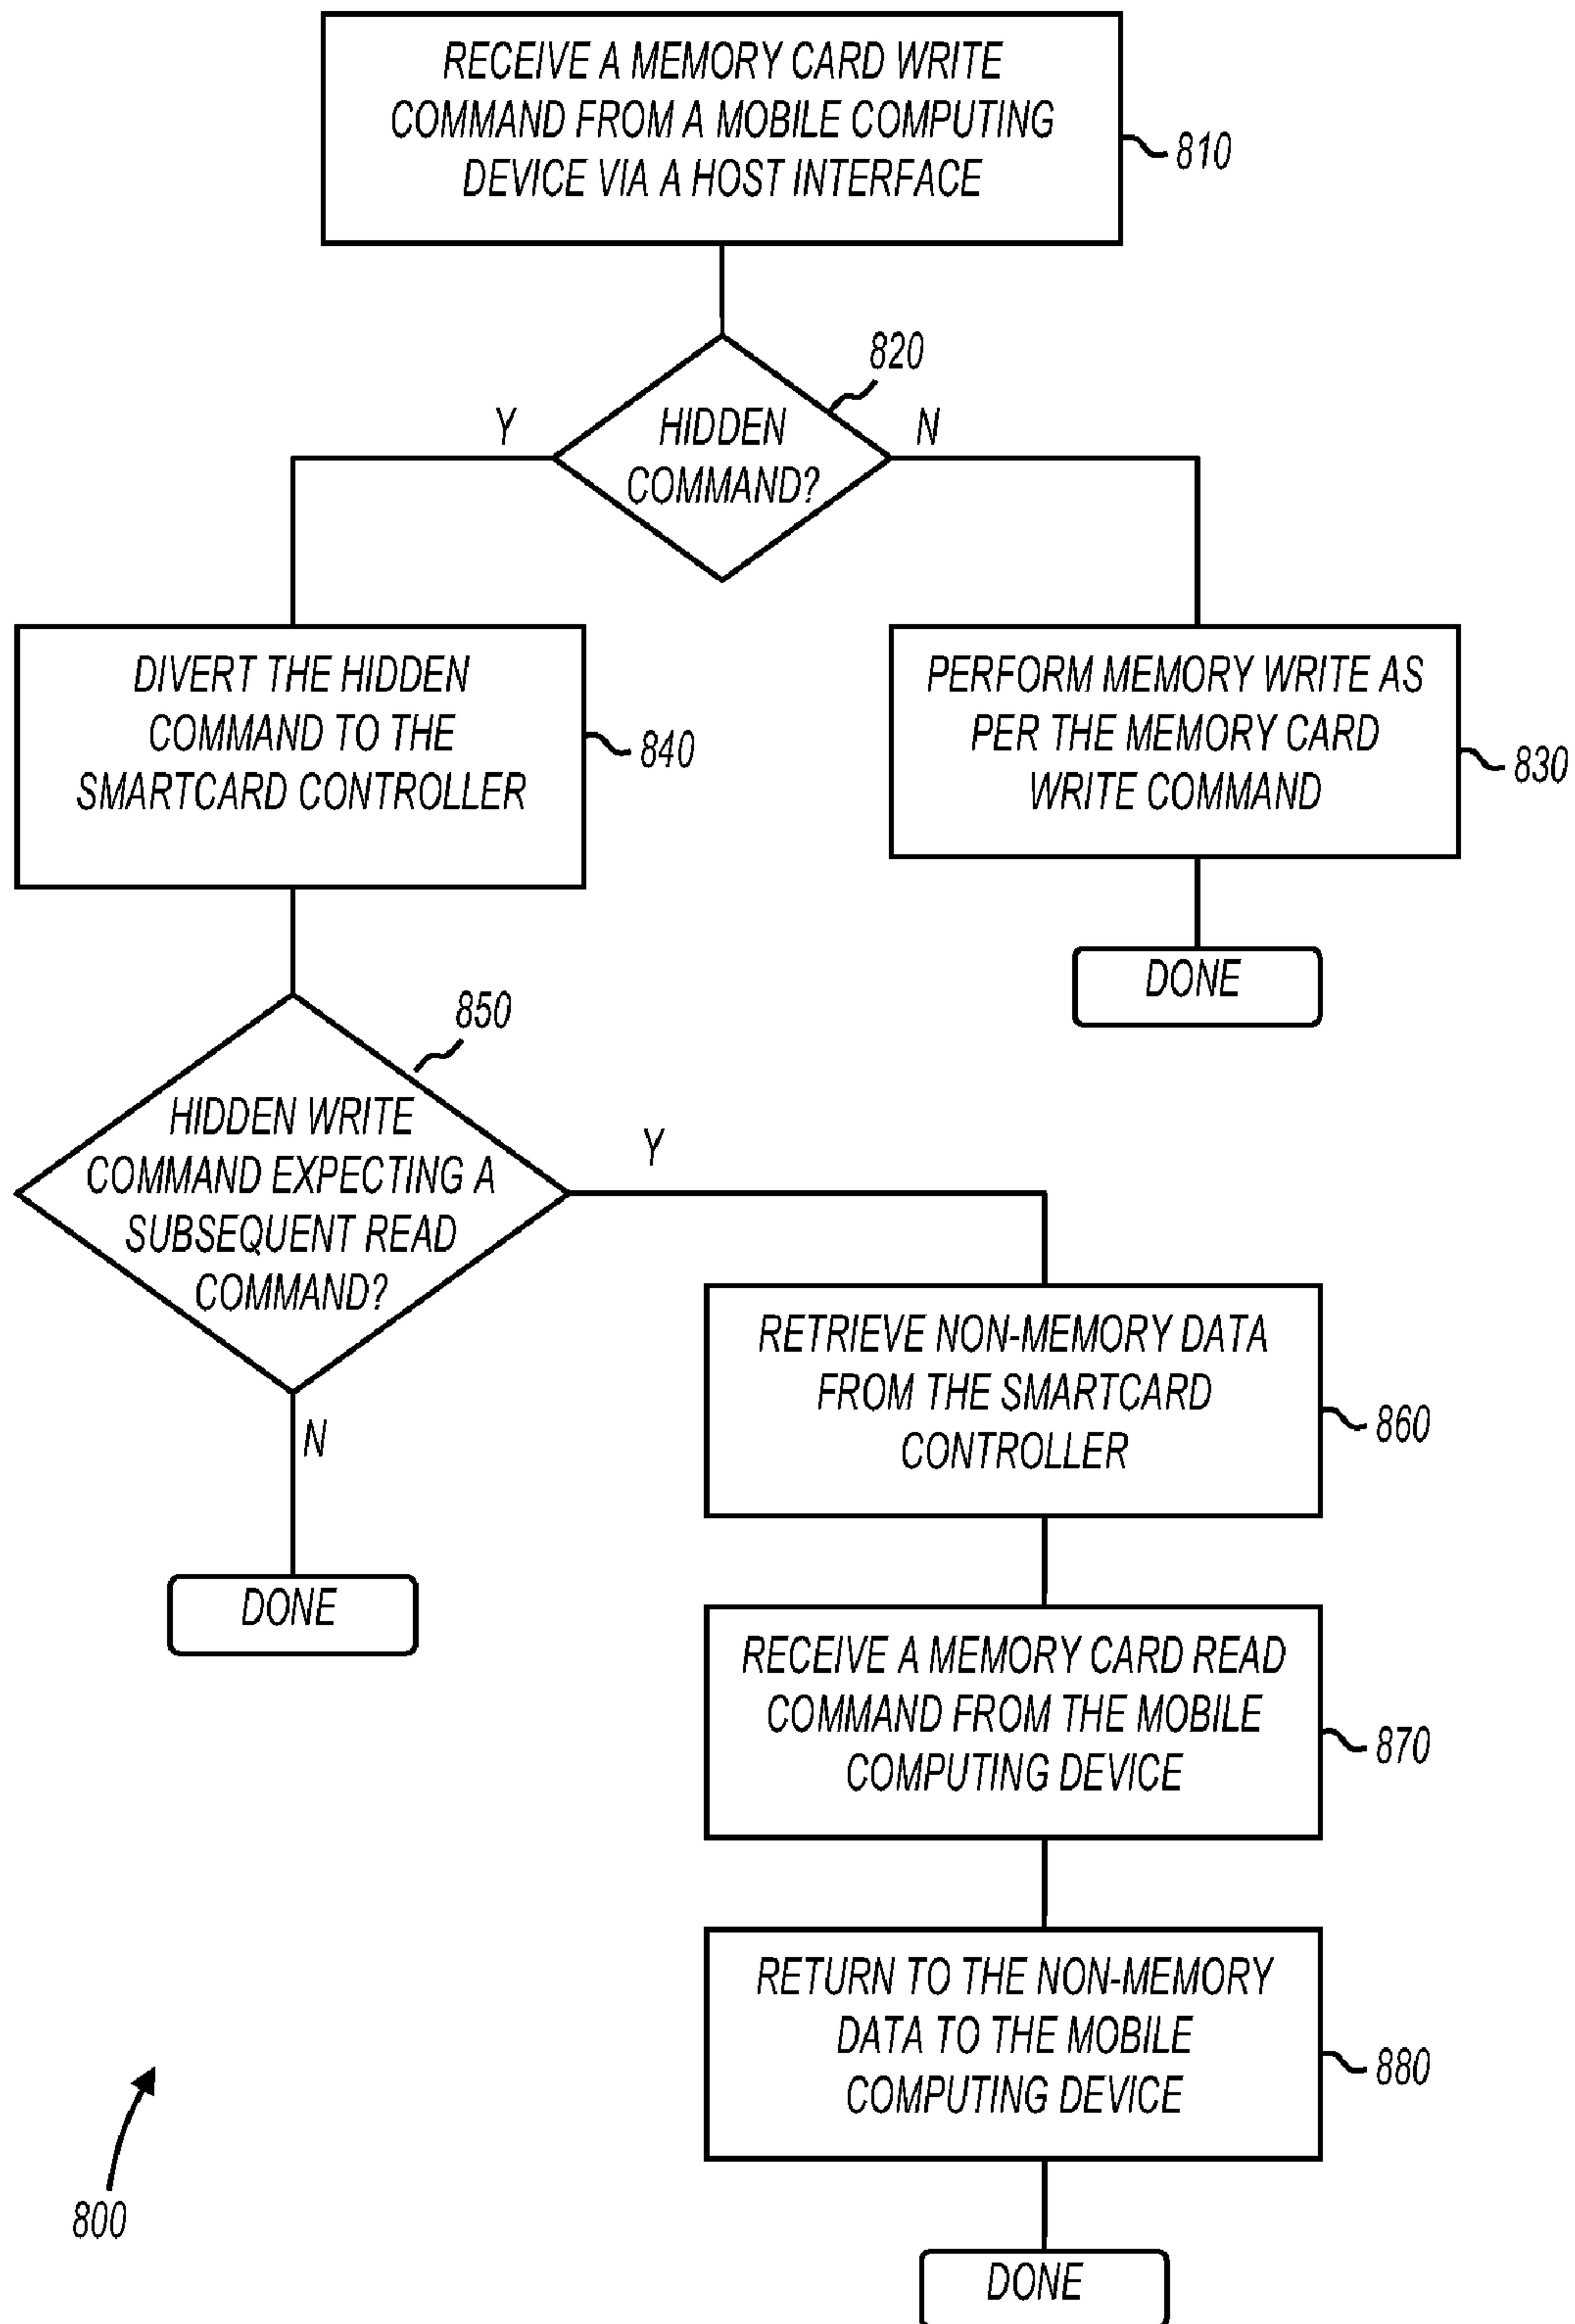 RECEIVE A MEMORY CARD WRITE
COMMAND FROM A MOBILE COMPUTING
DEVICE VIA A HOST INTERFACE
810
820
Y
HIDDEN
COMMAND?
N
DIVERT THE HIDDEN
COMMAND TO THE
SMARTCARD CONTROLLER
840
PERFORM MEMORY WRITE AS
PER THE MEMORY CARD
WRITE COMMAND
830
DONE
850
HIDDEN WRITE
COMMAND EXPECTING A
SUBSEQUENT READ
COMMAND?
Y
N
DONE
RETRIEVE NON-MEMORY DATA
FROM THE SMARTCARD
CONTROLLER
860
RECEIVE A MEMORY CARD READ
COMMAND FROM THE MOBILE
COMPUTING DEVICE
870
RETURN TO THE NON-MEMORY
DATA TO THE MOBILE
COMPUTING DEVICE
880
800
DONE